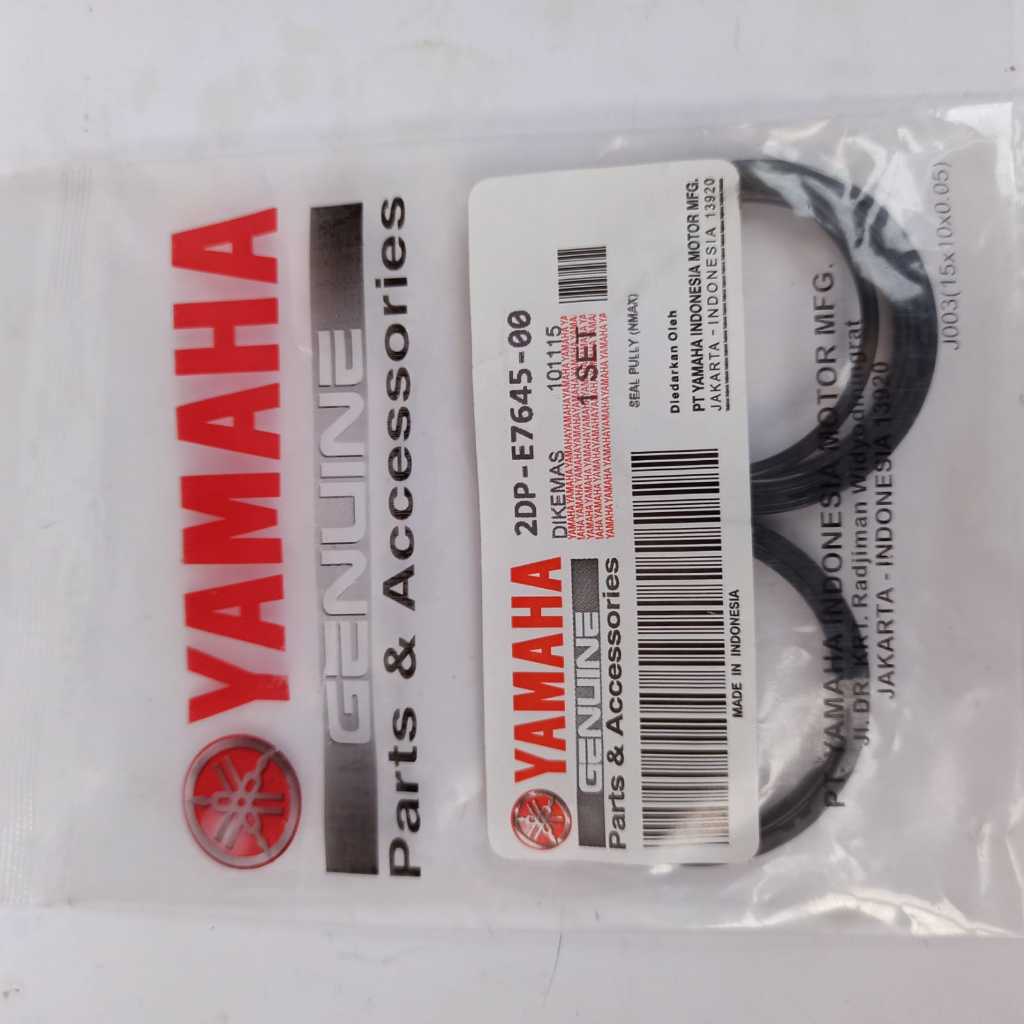 YAMAHA
GENUINE
Parts & Accessories
YAMAHA
GENUINE
Parts & Accessories
2DP-E7645-00
DIKEMAS 101115
1 SET
SEAL PULLY (NMAX)
MADE IN INDONESIA
Diedarkan Oleh
PT YAMAHA INDONESIA MOTOR MFG.
JAKARTA - INDONESIA 13920
PT. YAMAHA INDONESIA MOTOR MFG.
Jl. DR. KRT. Radjiman Widyodhiningrat
JAKARTA - INDONESIA 13920
J003(15x10x0.05)